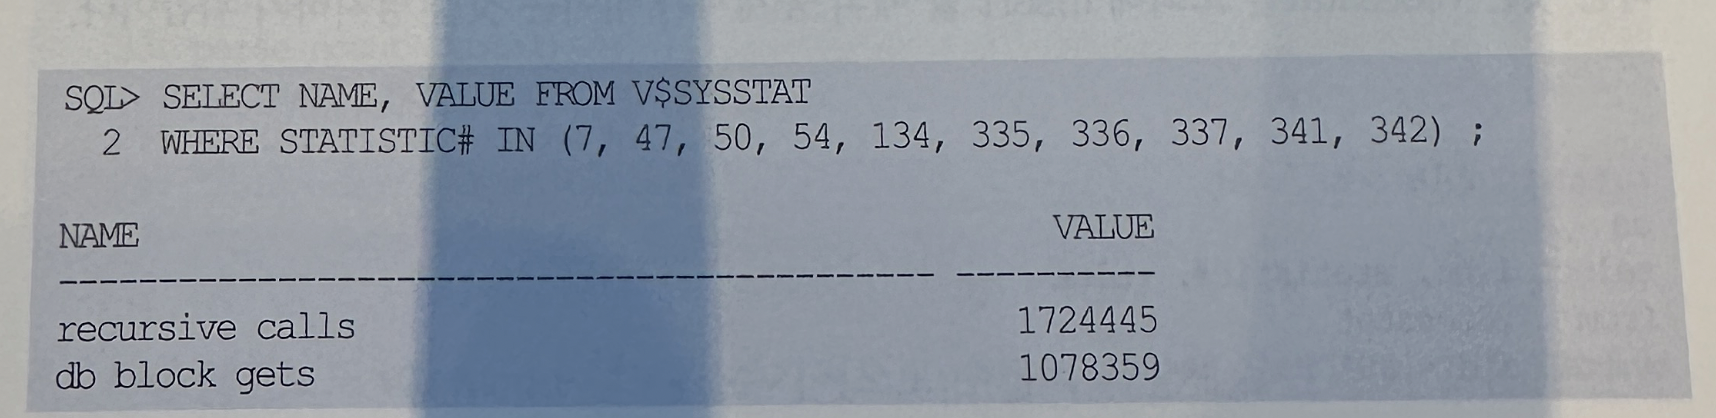 SQL> SELECT NAME, VALUE FROM V$SYSSTAT
2 WHERE STATISTIC# IN (7, 47, 50, 54, 134, 335, 336, 337, 341, 342) ;
NAME VALUE
-------------------------------------------- ----------
recursive calls 1724445
db block gets 1078359